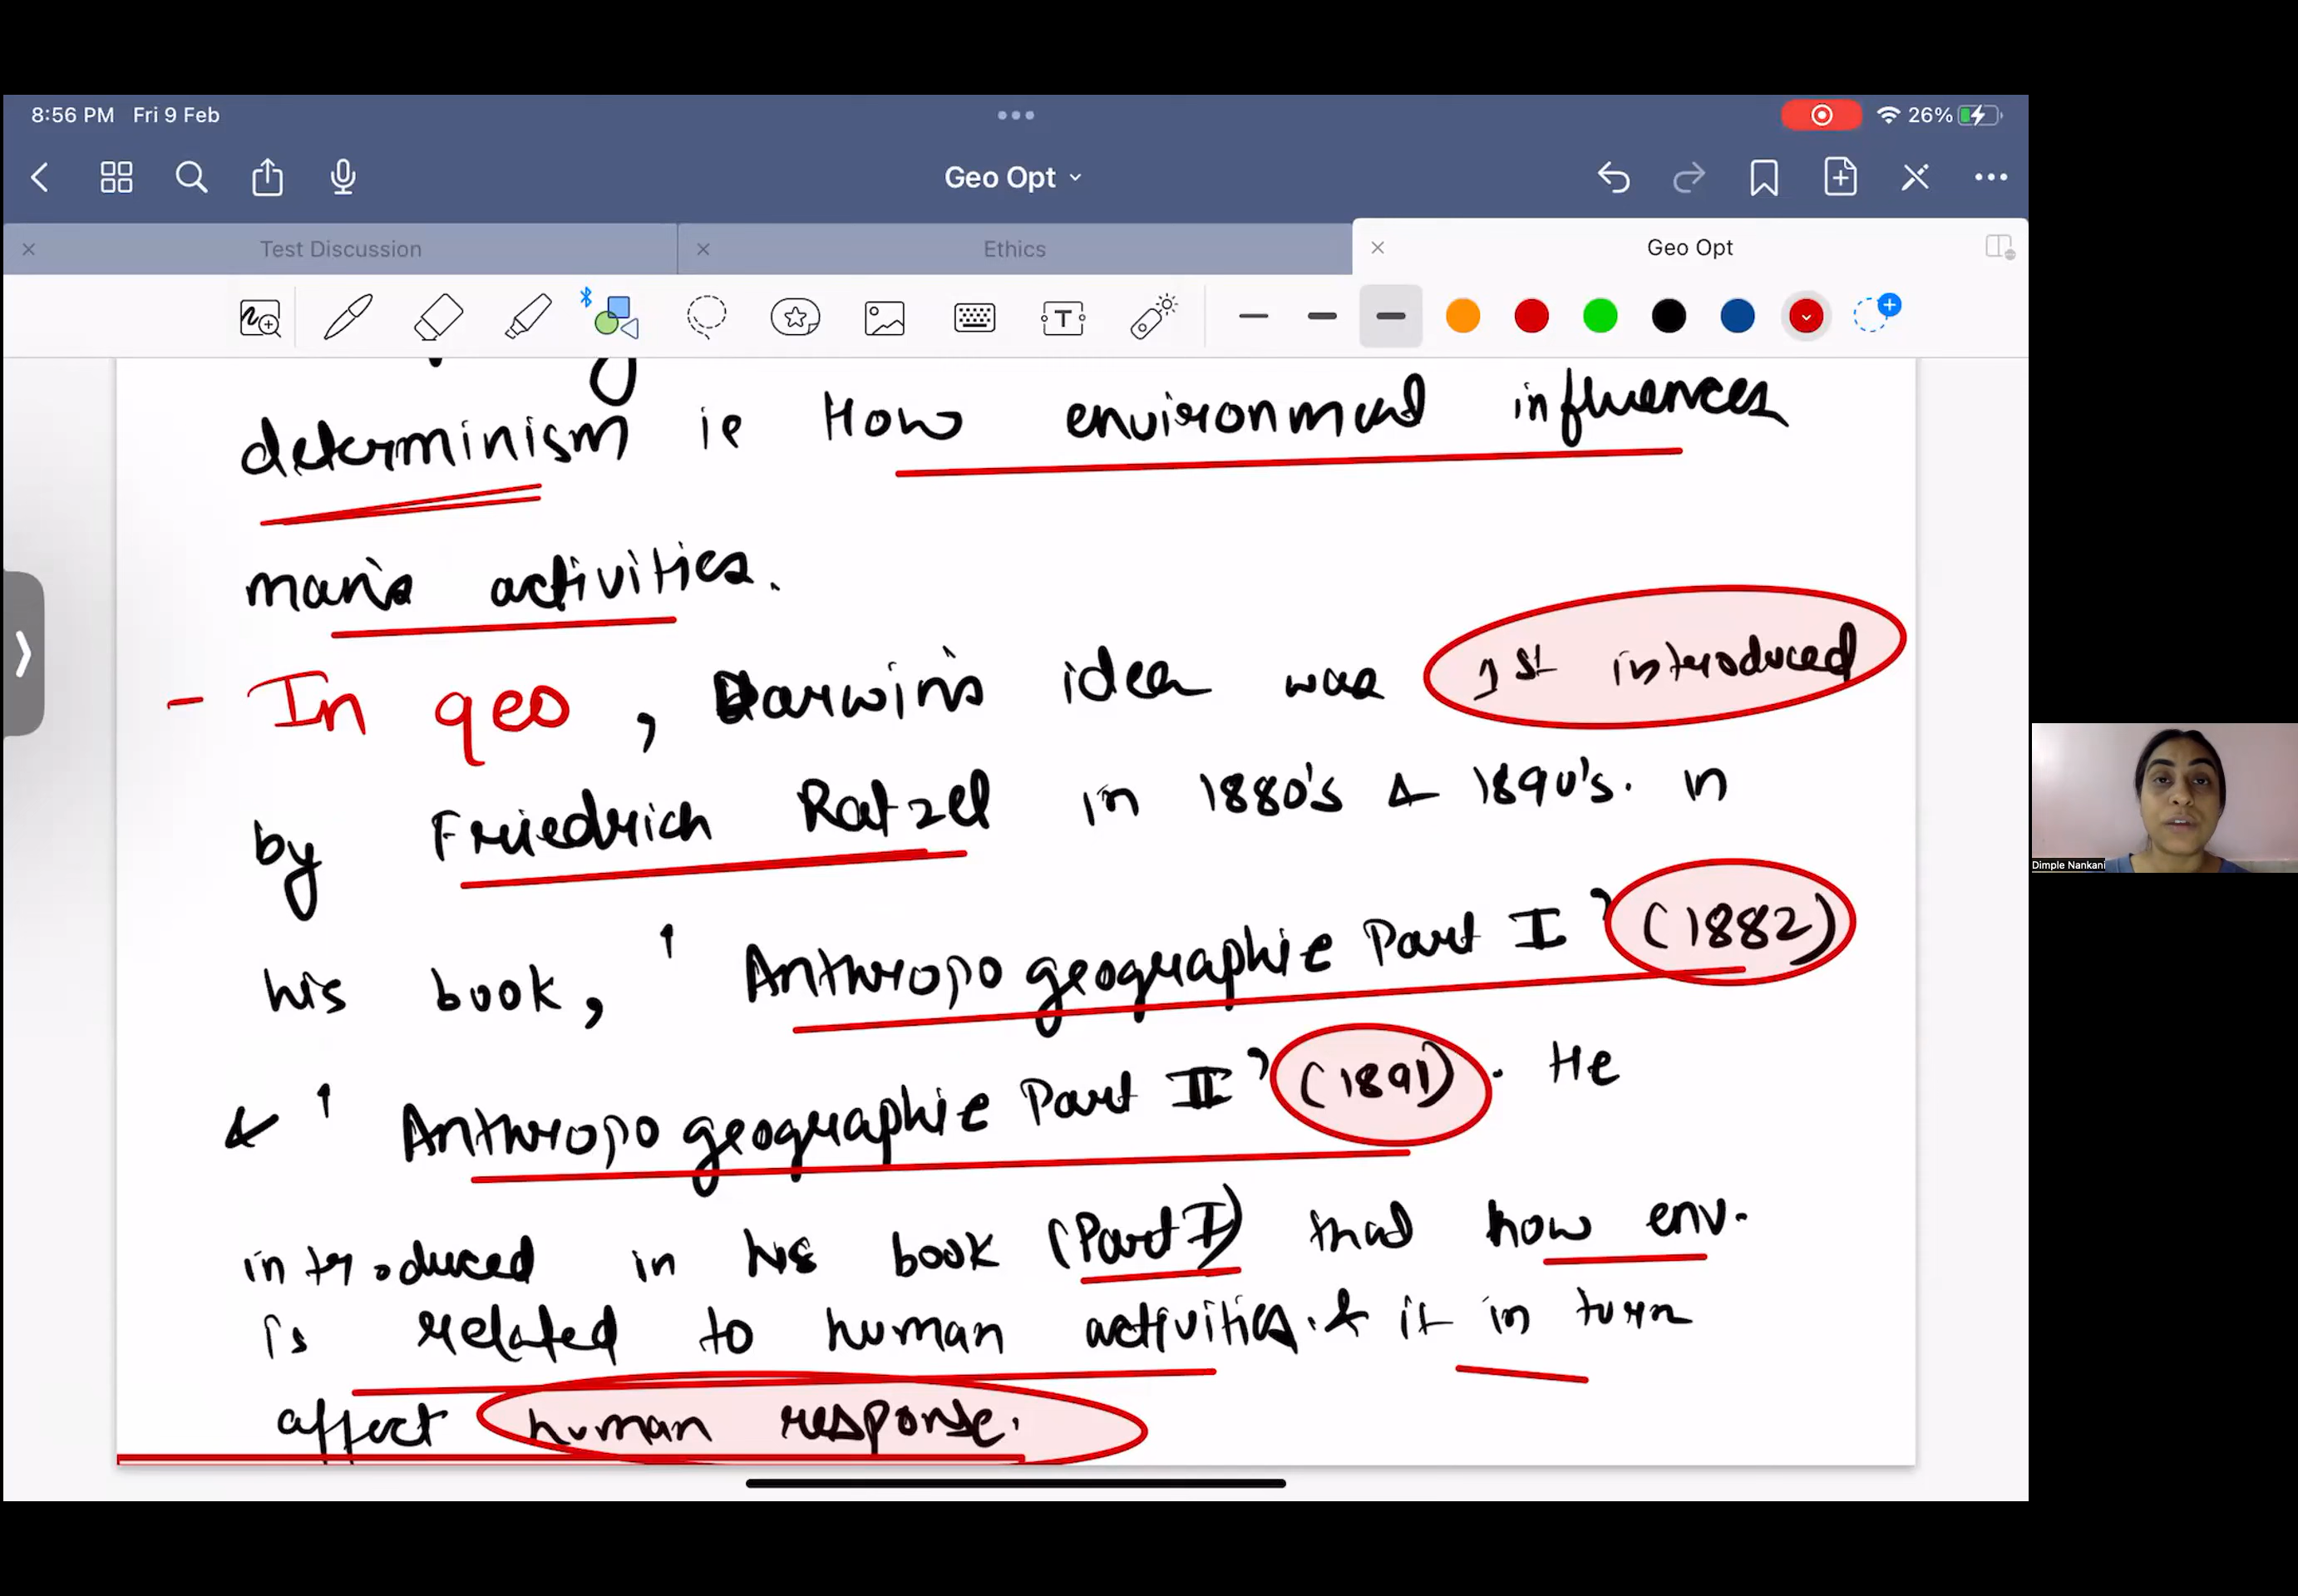 8:56 PM Fri 9 Feb
26%
Geo Opt
Test Discussion
Ethics
Geo Opt
T
determinism ie How environment influences
man's activities.
- In geo, Darwin's idea was 1st introduced
by Friedrich Ratzel in 1880's & 1890's. in
his book, 'Anthropogeographie Part I' (1882)
& 'Anthropogeographie Part II' (1891). He
introduced in his book (Part I) that how env.
is related to human activities. & it in turn
affect human response.
Dimple Nankani